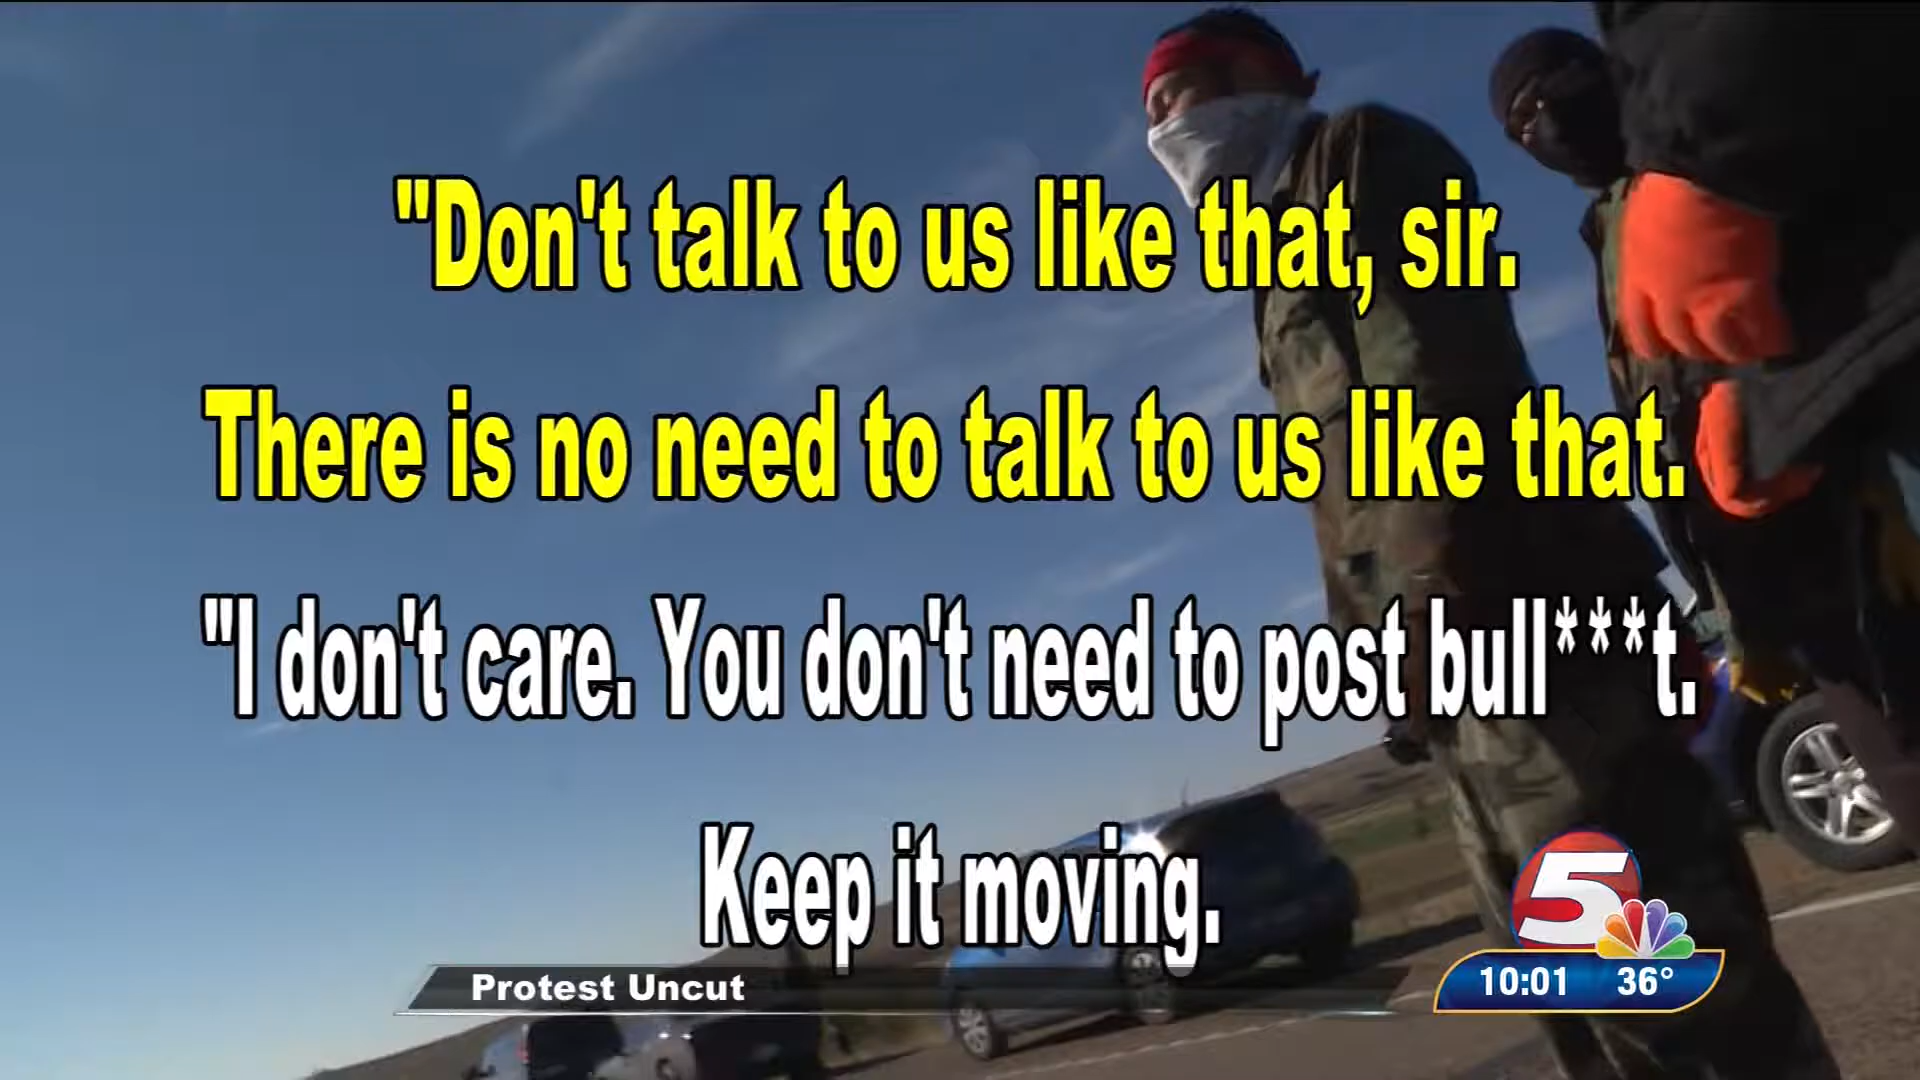 "Don't talk to us like that, sir.
There is no need to talk to us like that.
"I don't care. You don't need to post bull***t.
Keep it moving.
Protest Uncut
5
10:01 36°